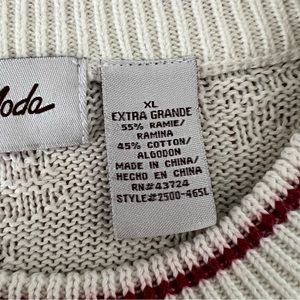 Moda
XL
EXTRA GRANDE
55% RAMIE/
RAMINA
45% COTTON/
ALGODON
MADE IN CHINA/
HECHO EN CHINA
RN#43724
STYLE#2500-465L